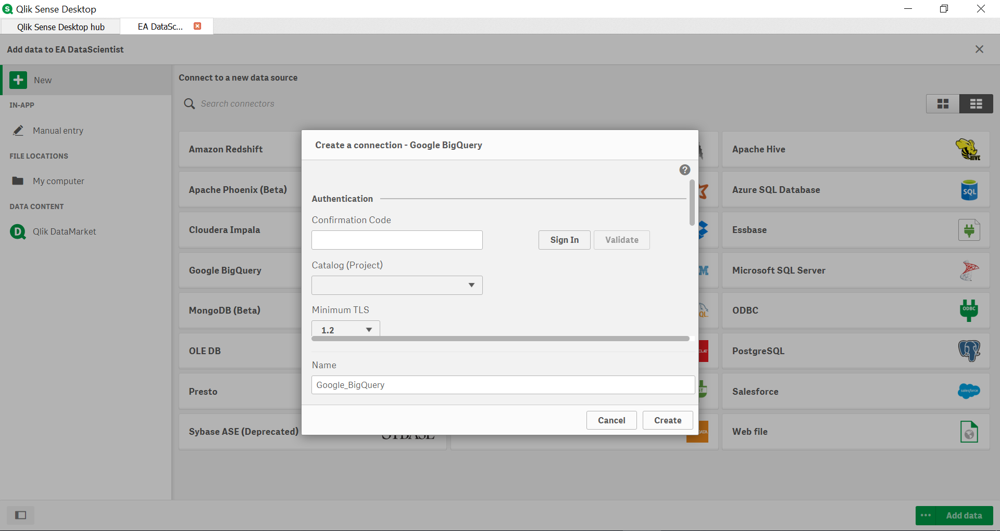 Qlik Sense Desktop
Qlik Sense Desktop hub
EA DataSc...
Add data to EA DataScientist
New
IN-APP
Manual entry
FILE LOCATIONS
My computer
DATA CONTENT
Qlik DataMarket
Connect to a new data source
Search connectors
Amazon Redshift
Apache Hive
HIVE
Apache Phoenix (Beta)
Azure SQL Database
SQL
Cloudera Impala
Essbase
Google BigQuery
Microsoft SQL Server
MongoDB (Beta)
ODBC
ODBC
OLE DB
PostgreSQL
Presto
Salesforce
salesforce
Sybase ASE (Deprecated)
Web file
Create a connection - Google BigQuery
?
Authentication
Confirmation Code
Sign In
Validate
Catalog (Project)
Minimum TLS
1.2
Name
Google_BigQuery
Cancel
Create
Add data